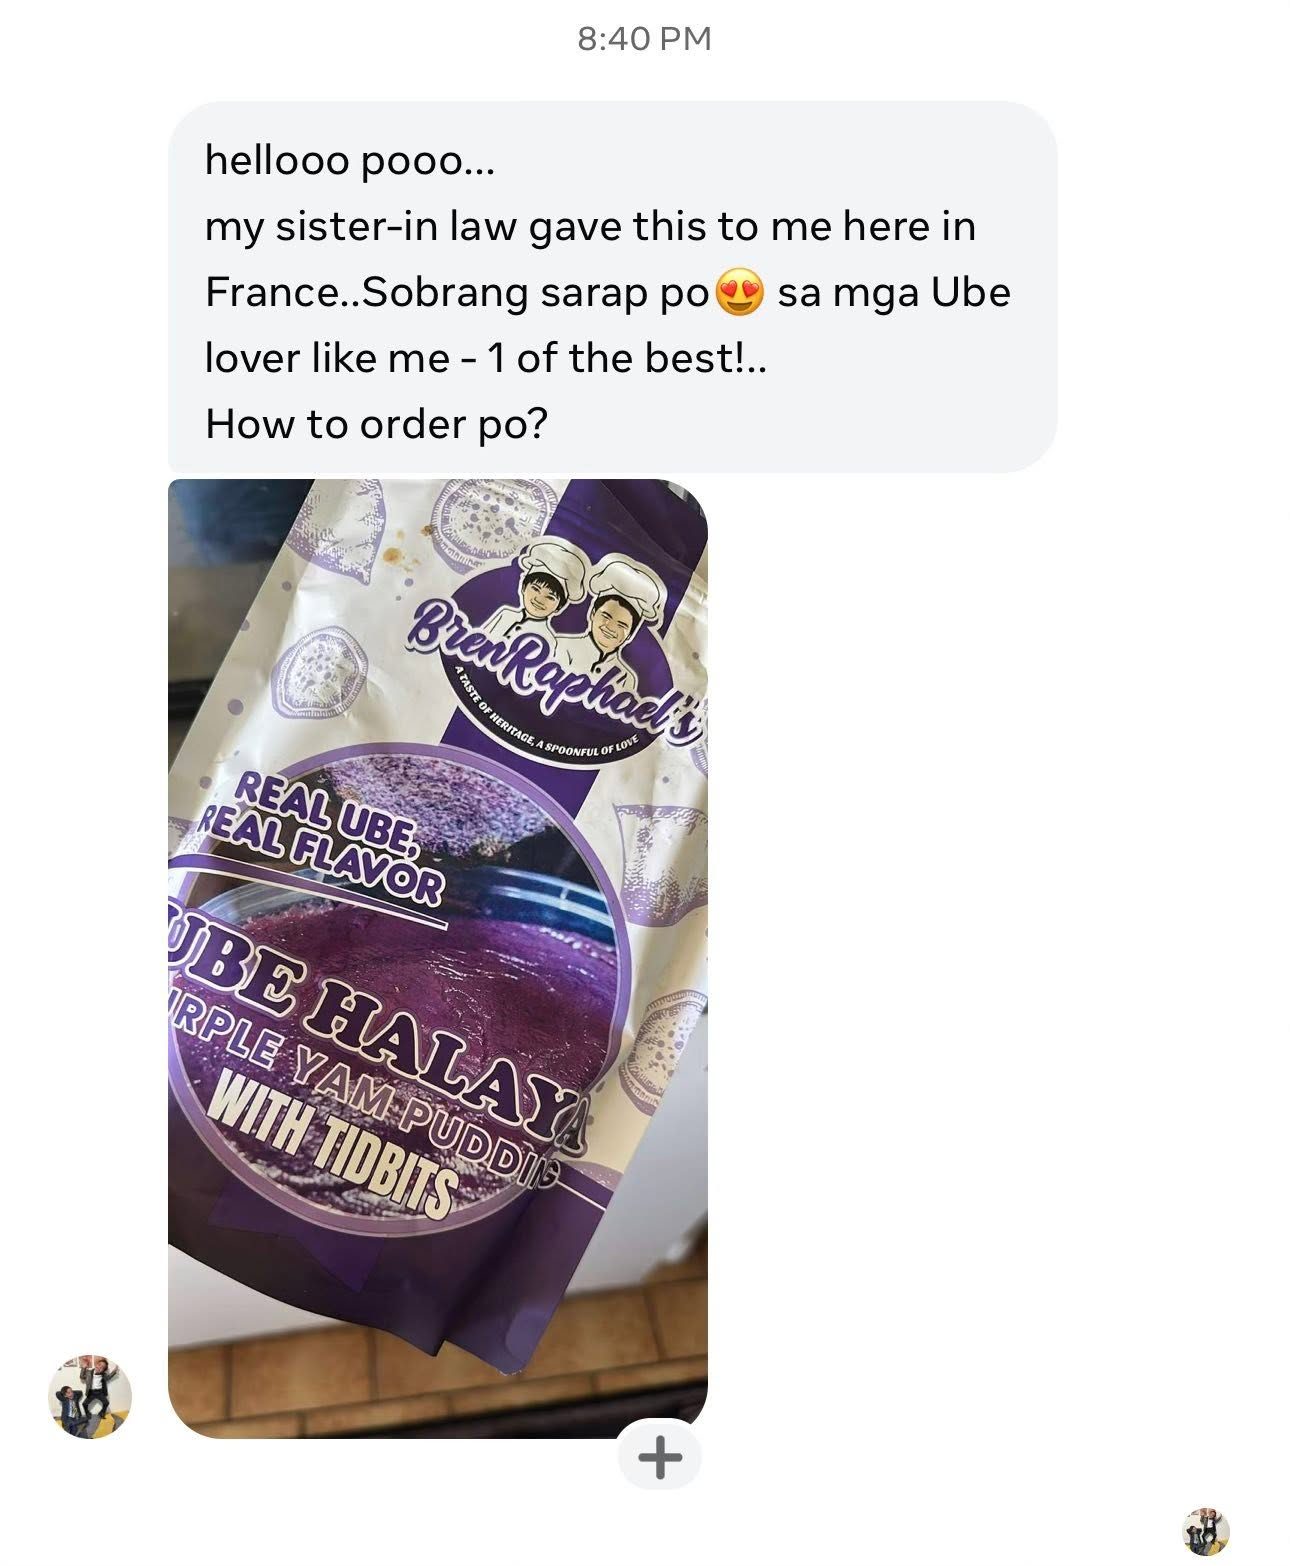 8:40 PM
hellooo pooo...
my sister-in law gave this to me here in
France..Sobrang sarap po😍 sa mga Ube
lover like me - 1 of the best!..
How to order po?
BrenRaphael's
A TASTE OF HERITAGE, A SPOONFUL OF LOVE
REAL UBE,
REAL FLAVOR
UBE HALAYA
URPLE YAM PUDDING
WITH TIDBITS